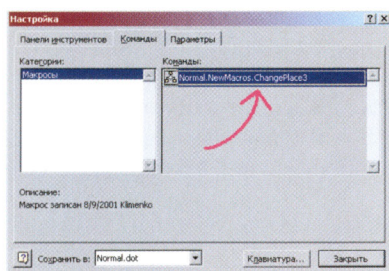 Настройка
Панели инструментов Команды Параметры
Категории: Команды:
Макросы Normal.NewMacros.ChangePlace3
Описание:
Макрос записан 8/9/2001 Klimenko
Сохранить в: Normal.dot Клавиатура... Закрыть